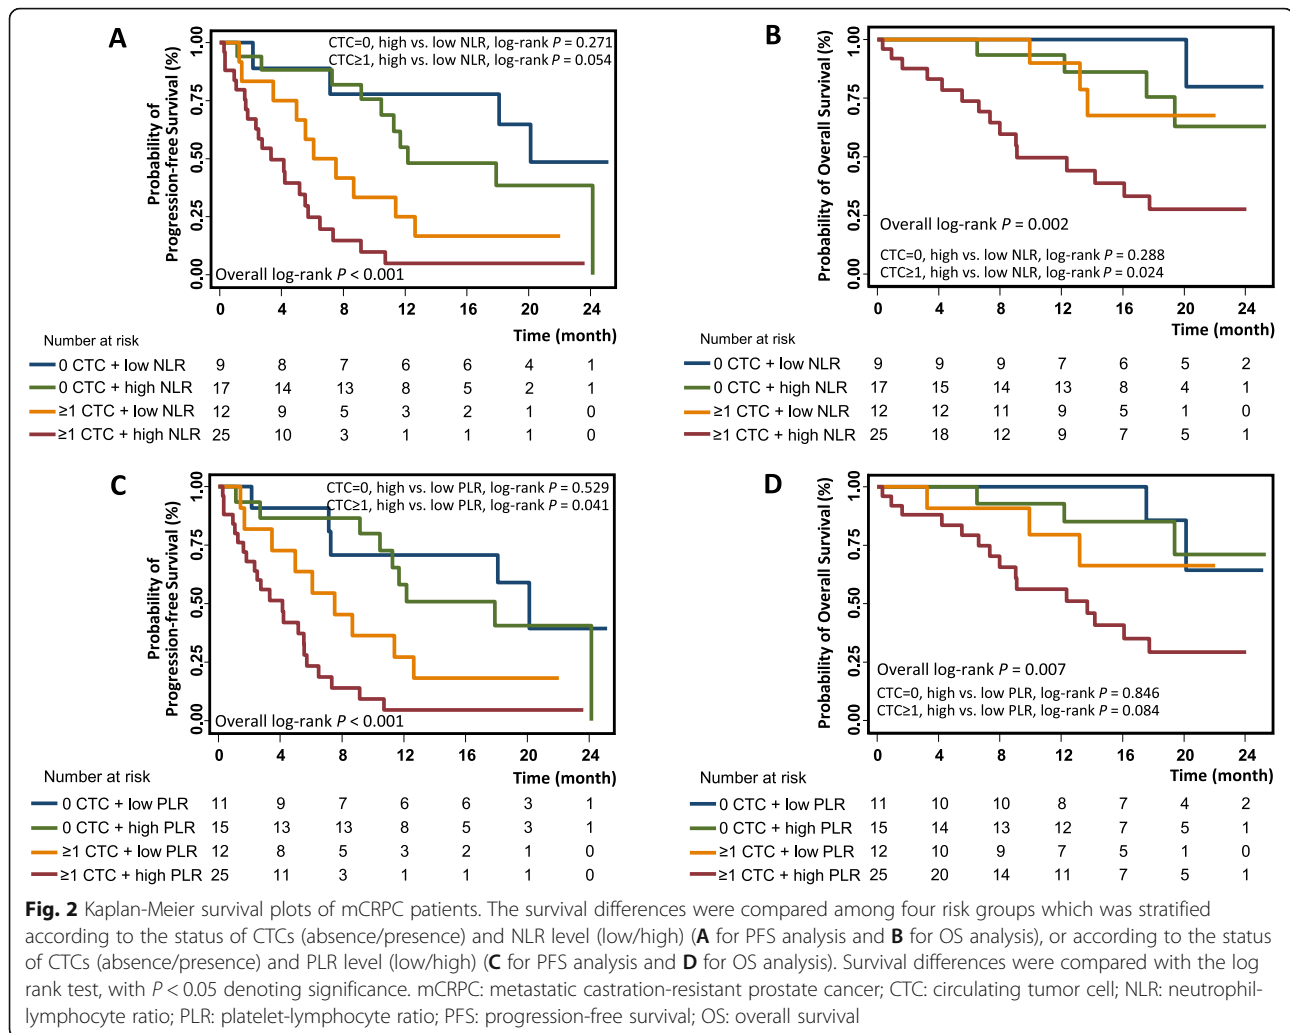 A
CTC=0, high vs. low NLR, log-rank P = 0.271
CTC≥1, high vs. low NLR, log-rank P = 0.054
Probability of
Progression-free Survival (%)
1.00
0.75
0.50
0.25
0.00
Overall log-rank P < 0.001
0 4 8 12 16 20 24
Time (month)
Number at risk
0 CTC + low NLR 9 8 7 6 6 4 1
0 CTC + high NLR 17 14 13 8 5 2 1
≥1 CTC + low NLR 12 9 5 3 2 1 0
≥1 CTC + high NLR 25 10 3 1 1 1 0
B
Probability of Overall Survival (%)
1.00
0.75
0.50
0.25
0.00
Overall log-rank P = 0.002
CTC=0, high vs. low NLR, log-rank P = 0.288
CTC≥1, high vs. low NLR, log-rank P = 0.024
0 4 8 12 16 20 24
Time (month)
Number at risk
0 CTC + low NLR 9 9 9 7 6 5 2
0 CTC + high NLR 17 15 14 13 8 4 1
≥1 CTC + low NLR 12 12 11 9 5 1 0
≥1 CTC + high NLR 25 18 12 9 7 5 1
C
CTC=0, high vs. low PLR, log-rank P = 0.529
CTC≥1, high vs. low PLR, log-rank P = 0.041
Probability of
Progression-free Survival (%)
1.00
0.75
0.50
0.25
0.00
Overall log-rank P < 0.001
0 4 8 12 16 20 24
Time (month)
Number at risk
0 CTC + low PLR 11 9 7 6 6 3 1
0 CTC + high PLR 15 13 13 8 5 3 1
≥1 CTC + low PLR 12 8 5 3 2 1 0
≥1 CTC + high PLR 25 11 3 1 1 1 0
D
Probability of Overall Survival (%)
1.00
0.75
0.50
0.25
0.00
Overall log-rank P = 0.007
CTC=0, high vs. low PLR, log-rank P = 0.846
CTC≥1, high vs. low PLR, log-rank P = 0.084
0 4 8 12 16 20 24
Time (month)
Number at risk
0 CTC + low PLR 11 10 10 8 7 4 2
0 CTC + high PLR 15 14 13 12 7 5 1
≥1 CTC + low PLR 12 10 9 7 5 1 0
≥1 CTC + high PLR 25 20 14 11 7 5 1
Fig. 2 Kaplan-Meier survival plots of mCRPC patients. The survival differences were compared among four risk groups which was stratified
according to the status of CTCs (absence/presence) and NLR level (low/high) (A for PFS analysis and B for OS analysis), or according to the status
of CTCs (absence/presence) and PLR level (low/high) (C for PFS analysis and D for OS analysis). Survival differences were compared with the log
rank test, with P < 0.05 denoting significance. mCRPC: metastatic castration-resistant prostate cancer; CTC: circulating tumor cell; NLR: neutrophil-
lymphocyte ratio; PLR: platelet-lymphocyte ratio; PFS: progression-free survival; OS: overall survival